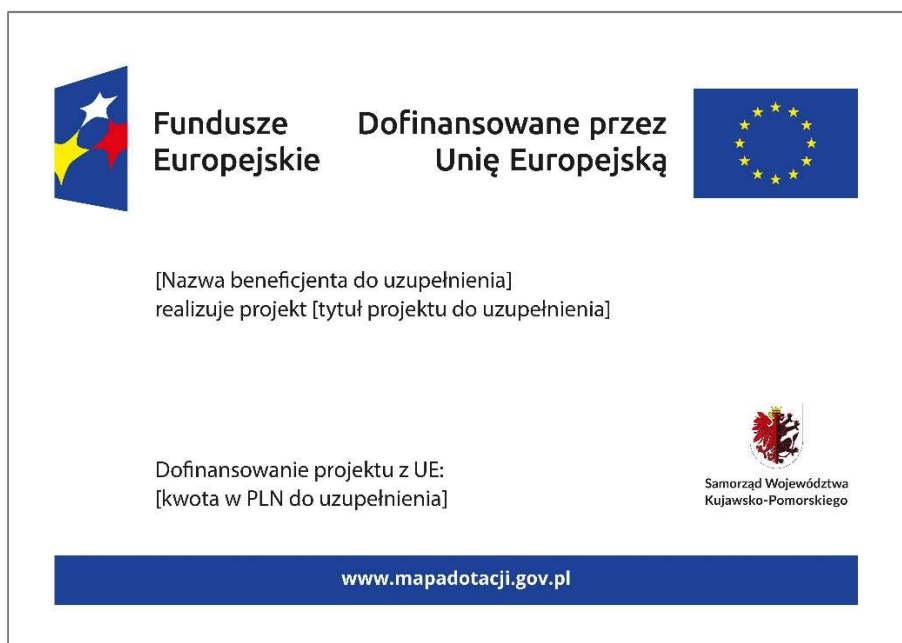 Fundusze
Europejskie
Dofinansowane przez
Unię Europejską
[Nazwa beneficjenta do uzupełnienia]
realizuje projekt [tytuł projektu do uzupełnienia]
Dofinansowanie projektu z UE:
[kwota w PLN do uzupełnienia]
Samorząd Województwa
Kujawsko-Pomorskiego
www.mapadotacji.gov.pl